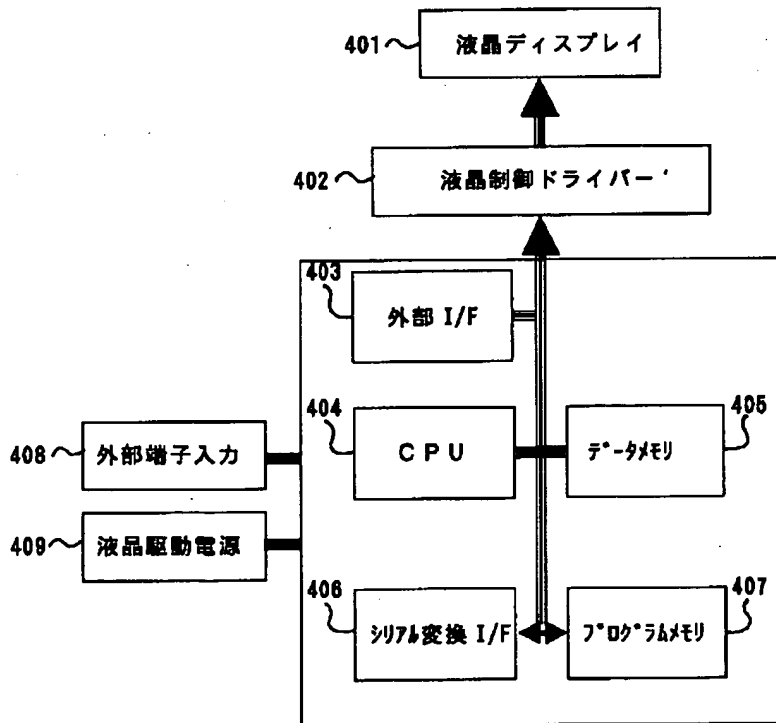 401 液晶ディスプレイ
402 液晶制御ドライバー
403
外部 I/F
404 405
CPU
データメモリ
408 外部端子入力
409 液晶駆動電源
406 407
シリアル変換 I/F
プログラムメモリ